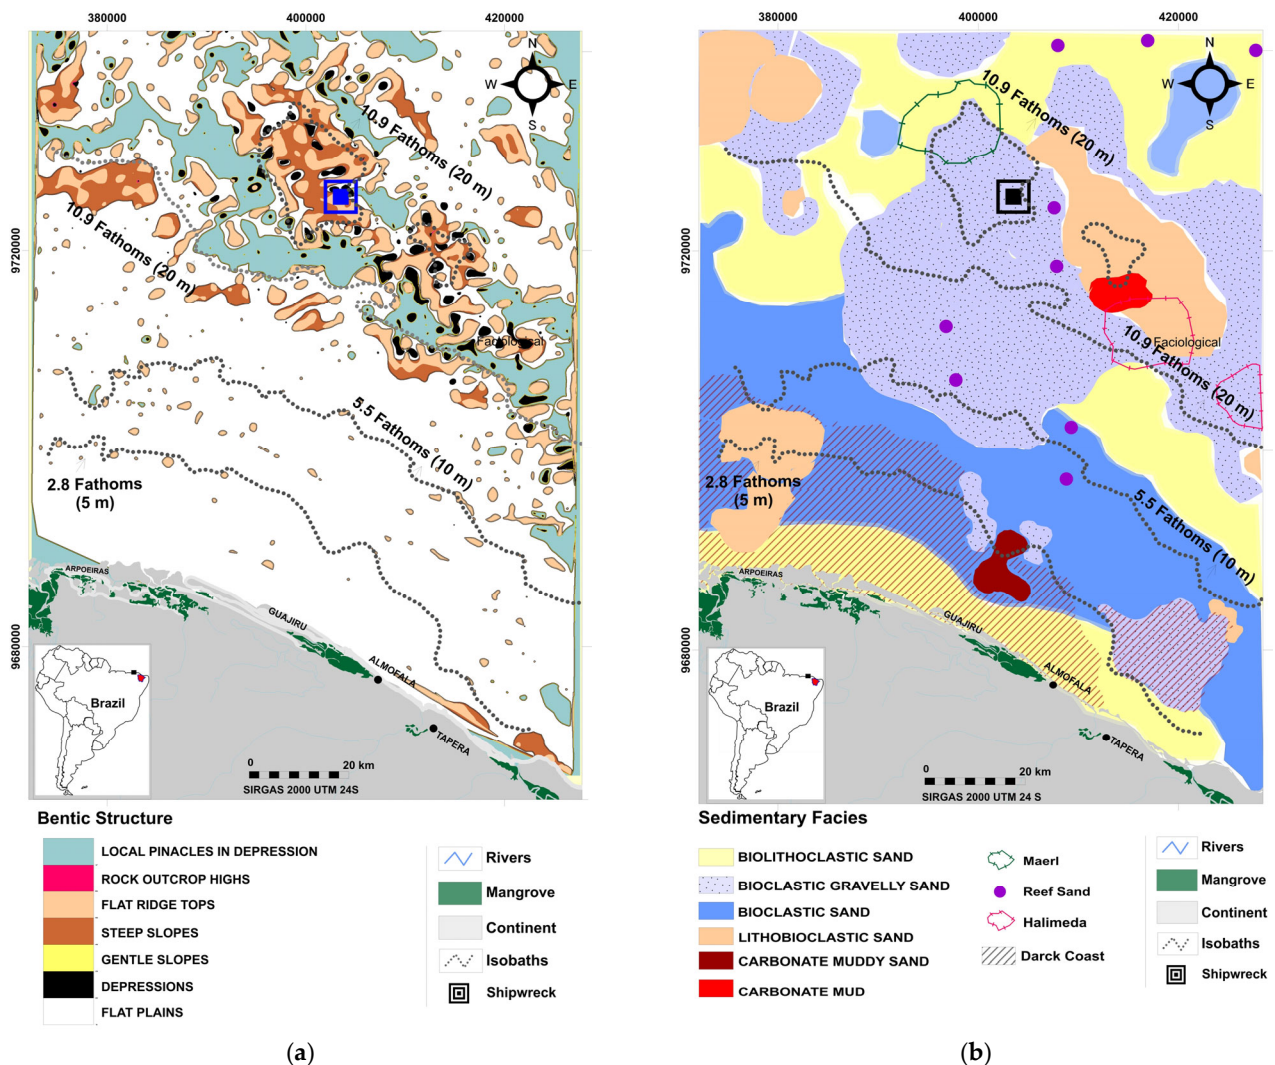 380000
400000
420000
N
W
E
S
10.9 Fathoms (20 m)
10.9 Fathoms (20 m)
9720000
Faciological
5.5 Fathoms (10 m)
2.8 Fathoms
(5 m)
ARPOEIRAS
GUAJIRU
ALMOFALA
TAPERA
9680000
Brazil
0
20 km
SIRGAS 2000 UTM 24S
Bentic Structure
LOCAL PINACLES IN DEPRESSION
ROCK OUTCROP HIGHS
FLAT RIDGE TOPS
STEEP SLOPES
GENTLE SLOPES
DEPRESSIONS
FLAT PLAINS
Rivers
Mangrove
Continent
Isobaths
Shipwreck
(a)
380000
400000
420000
N
W
E
S
10.9 Fathoms (20 m)
9720000
10.9 Fathoms (20 m)
Faciological
2.8 Fathoms
(5 m)
5.5 Fathoms (10 m)
ARPOEIRAS
GUAJIRU
ALMOFALA
TAPERA
9680000
Brazil
0
20 km
SIRGAS 2000 UTM 24 S
Sedimentary Facies
BIOLITHOCLASTIC SAND
BIOCLASTIC GRAVELLY SAND
BIOCLASTIC SAND
LITHOBIOCLASTIC SAND
CARBONATE MUDDY SAND
CARBONATE MUD
Maerl
Reef Sand
Halimeda
Darck Coast
Rivers
Mangrove
Continent
Isobaths
Shipwreck
(b)